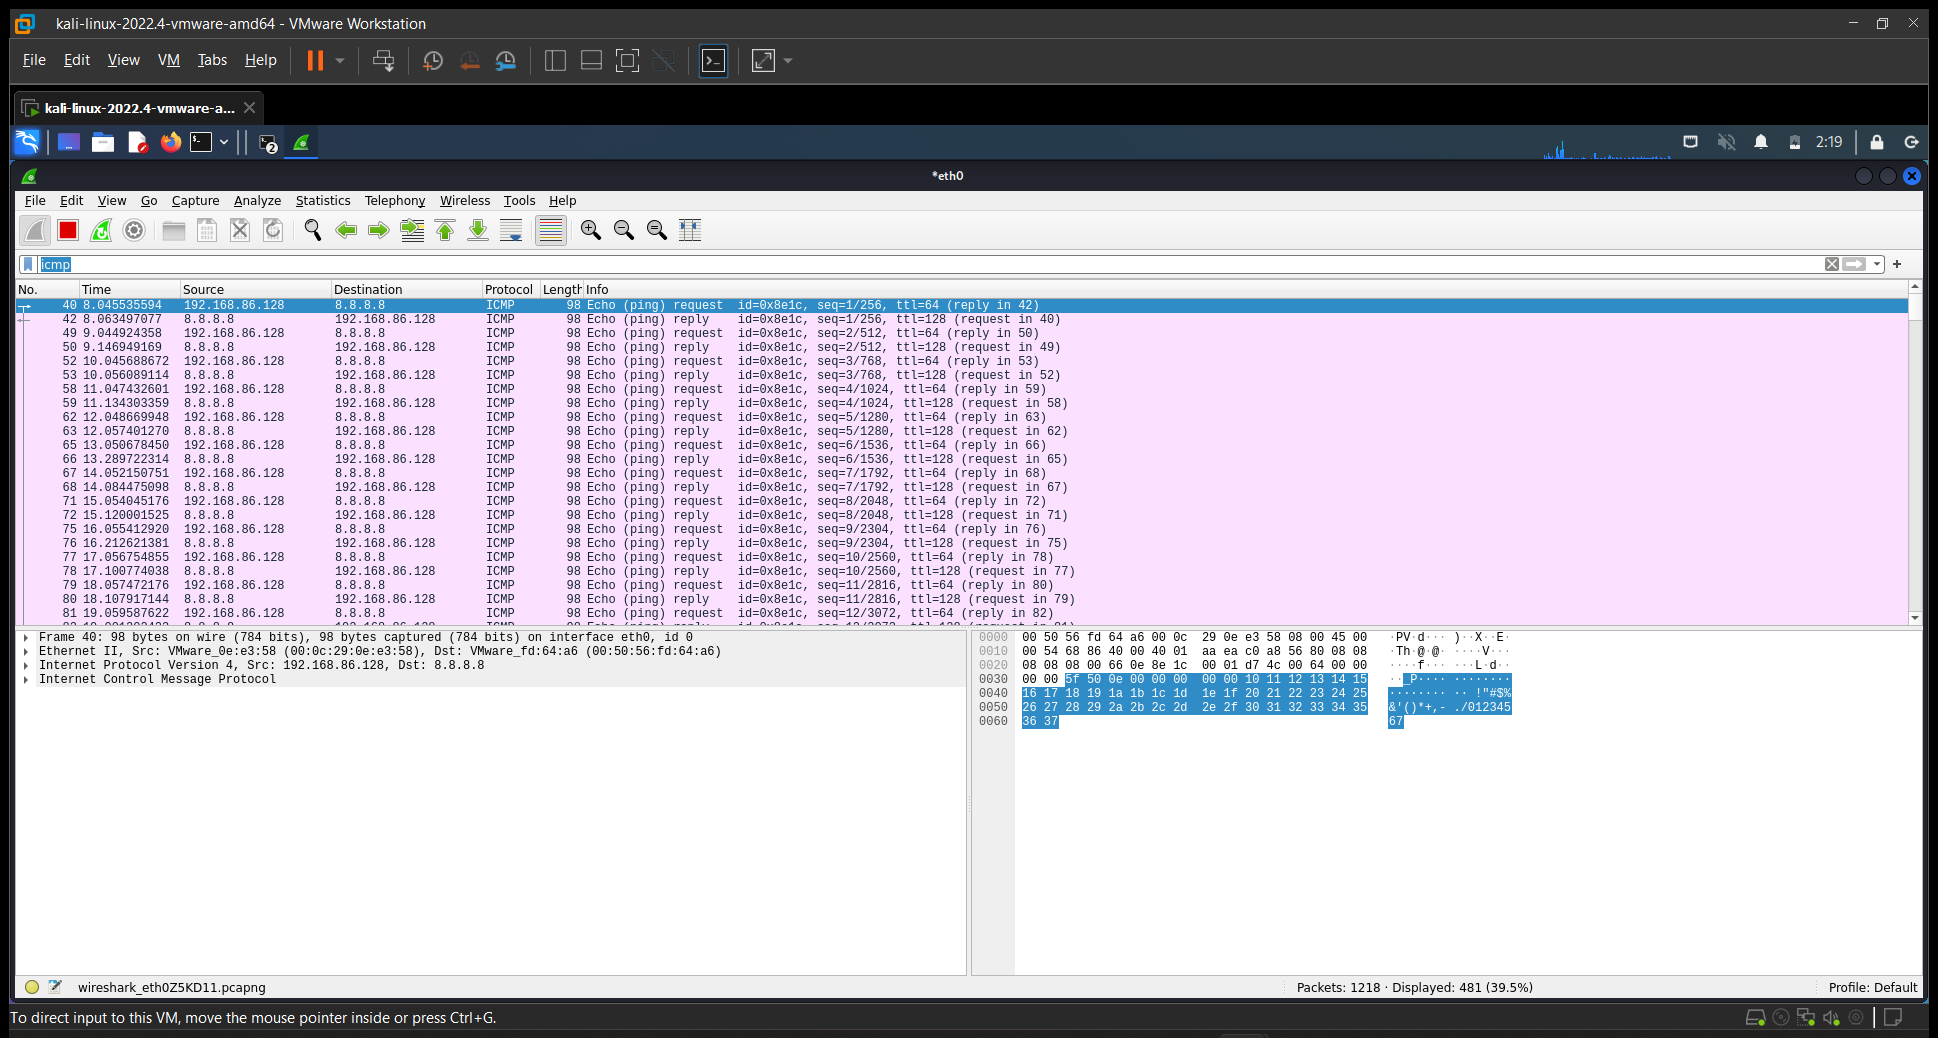 kali-linux-2022.4-vmware-amd64 - VMware Workstation
File Edit View VM Tabs Help
kali-linux-2022.4-vmware-a...
2 2:19
*eth0
File Edit View Go Capture Analyze Statistics Telephony Wireless Tools Help
icmp
No. Time Source Destination Protocol Length Info
40 8.045535594 192.168.86.128 8.8.8.8 ICMP 98 Echo (ping) request id=0x8e1c, seq=1/256, ttl=64 (reply in 42)
42 8.063497077 8.8.8.8 192.168.86.128 ICMP 98 Echo (ping) reply id=0x8e1c, seq=1/256, ttl=128 (request in 40)
49 9.044924358 192.168.86.128 8.8.8.8 ICMP 98 Echo (ping) request id=0x8e1c, seq=2/512, ttl=64 (reply in 50)
50 9.146949169 8.8.8.8 192.168.86.128 ICMP 98 Echo (ping) reply id=0x8e1c, seq=2/512, ttl=128 (request in 49)
52 10.045688672 192.168.86.128 8.8.8.8 ICMP 98 Echo (ping) request id=0x8e1c, seq=3/768, ttl=64 (reply in 53)
53 10.056089114 8.8.8.8 192.168.86.128 ICMP 98 Echo (ping) reply id=0x8e1c, seq=3/768, ttl=128 (request in 52)
58 11.047432601 192.168.86.128 8.8.8.8 ICMP 98 Echo (ping) request id=0x8e1c, seq=4/1024, ttl=64 (reply in 59)
59 11.134303359 8.8.8.8 192.168.86.128 ICMP 98 Echo (ping) reply id=0x8e1c, seq=4/1024, ttl=128 (request in 58)
62 12.048669948 192.168.86.128 8.8.8.8 ICMP 98 Echo (ping) request id=0x8e1c, seq=5/1280, ttl=64 (reply in 63)
63 12.057401270 8.8.8.8 192.168.86.128 ICMP 98 Echo (ping) reply id=0x8e1c, seq=5/1280, ttl=128 (request in 62)
65 13.050678450 192.168.86.128 8.8.8.8 ICMP 98 Echo (ping) request id=0x8e1c, seq=6/1536, ttl=64 (reply in 66)
66 13.289722314 8.8.8.8 192.168.86.128 ICMP 98 Echo (ping) reply id=0x8e1c, seq=6/1536, ttl=128 (request in 65)
67 14.052150751 192.168.86.128 8.8.8.8 ICMP 98 Echo (ping) request id=0x8e1c, seq=7/1792, ttl=64 (reply in 68)
68 14.084475098 8.8.8.8 192.168.86.128 ICMP 98 Echo (ping) reply id=0x8e1c, seq=7/1792, ttl=128 (request in 67)
71 15.054045176 192.168.86.128 8.8.8.8 ICMP 98 Echo (ping) request id=0x8e1c, seq=8/2048, ttl=64 (reply in 72)
72 15.120001525 8.8.8.8 192.168.86.128 ICMP 98 Echo (ping) reply id=0x8e1c, seq=8/2048, ttl=128 (request in 71)
75 16.055412920 192.168.86.128 8.8.8.8 ICMP 98 Echo (ping) request id=0x8e1c, seq=9/2304, ttl=64 (reply in 76)
76 16.212621381 8.8.8.8 192.168.86.128 ICMP 98 Echo (ping) reply id=0x8e1c, seq=9/2304, ttl=128 (request in 75)
77 17.056754855 192.168.86.128 8.8.8.8 ICMP 98 Echo (ping) request id=0x8e1c, seq=10/2560, ttl=64 (reply in 78)
78 17.100774038 8.8.8.8 192.168.86.128 ICMP 98 Echo (ping) reply id=0x8e1c, seq=10/2560, ttl=128 (request in 77)
79 18.057472176 192.168.86.128 8.8.8.8 ICMP 98 Echo (ping) request id=0x8e1c, seq=11/2816, ttl=64 (reply in 80)
80 18.107917144 8.8.8.8 192.168.86.128 ICMP 98 Echo (ping) reply id=0x8e1c, seq=11/2816, ttl=128 (request in 79)
81 19.059587622 192.168.86.128 8.8.8.8 ICMP 98 Echo (ping) request id=0x8e1c, seq=12/3072, ttl=64 (reply in 82)
Frame 40: 98 bytes on wire (784 bits), 98 bytes captured (784 bits) on interface eth0, id 0
Ethernet II, Src: VMware_0e:e3:58 (00:0c:29:0e:e3:58), Dst: VMware_fd:64:a6 (00:50:56:fd:64:a6)
Internet Protocol Version 4, Src: 192.168.86.128, Dst: 8.8.8.8
Internet Control Message Protocol
0000 00 50 56 fd 64 a6 00 0c 29 0e e3 58 08 00 45 00 ·PV·d··· )··X··E·
0010 00 54 68 86 40 00 40 01 aa ea c0 a8 56 80 08 08 ·Th·@·@· ····V···
0020 08 08 08 00 66 0e 8e 1c 00 01 d7 4c 00 64 00 00 ····f··· ···L·d··
0030 00 00 5f 50 0e 00 00 00 00 00 10 11 12 13 14 15 ··_P···· ········
0040 16 17 18 19 1a 1b 1c 1d 1e 1f 20 21 22 23 24 25 ········ ·· !"#$%
0050 26 27 28 29 2a 2b 2c 2d 2e 2f 30 31 32 33 34 35 &'()*+,- ./012345
0060 36 37 67
wireshark_eth0Z5KD11.pcapng Packets: 1218 · Displayed: 481 (39.5%) Profile: Default
To direct input to this VM, move the mouse pointer inside or press Ctrl+G.